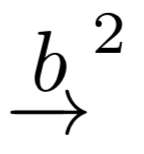 b² 
→